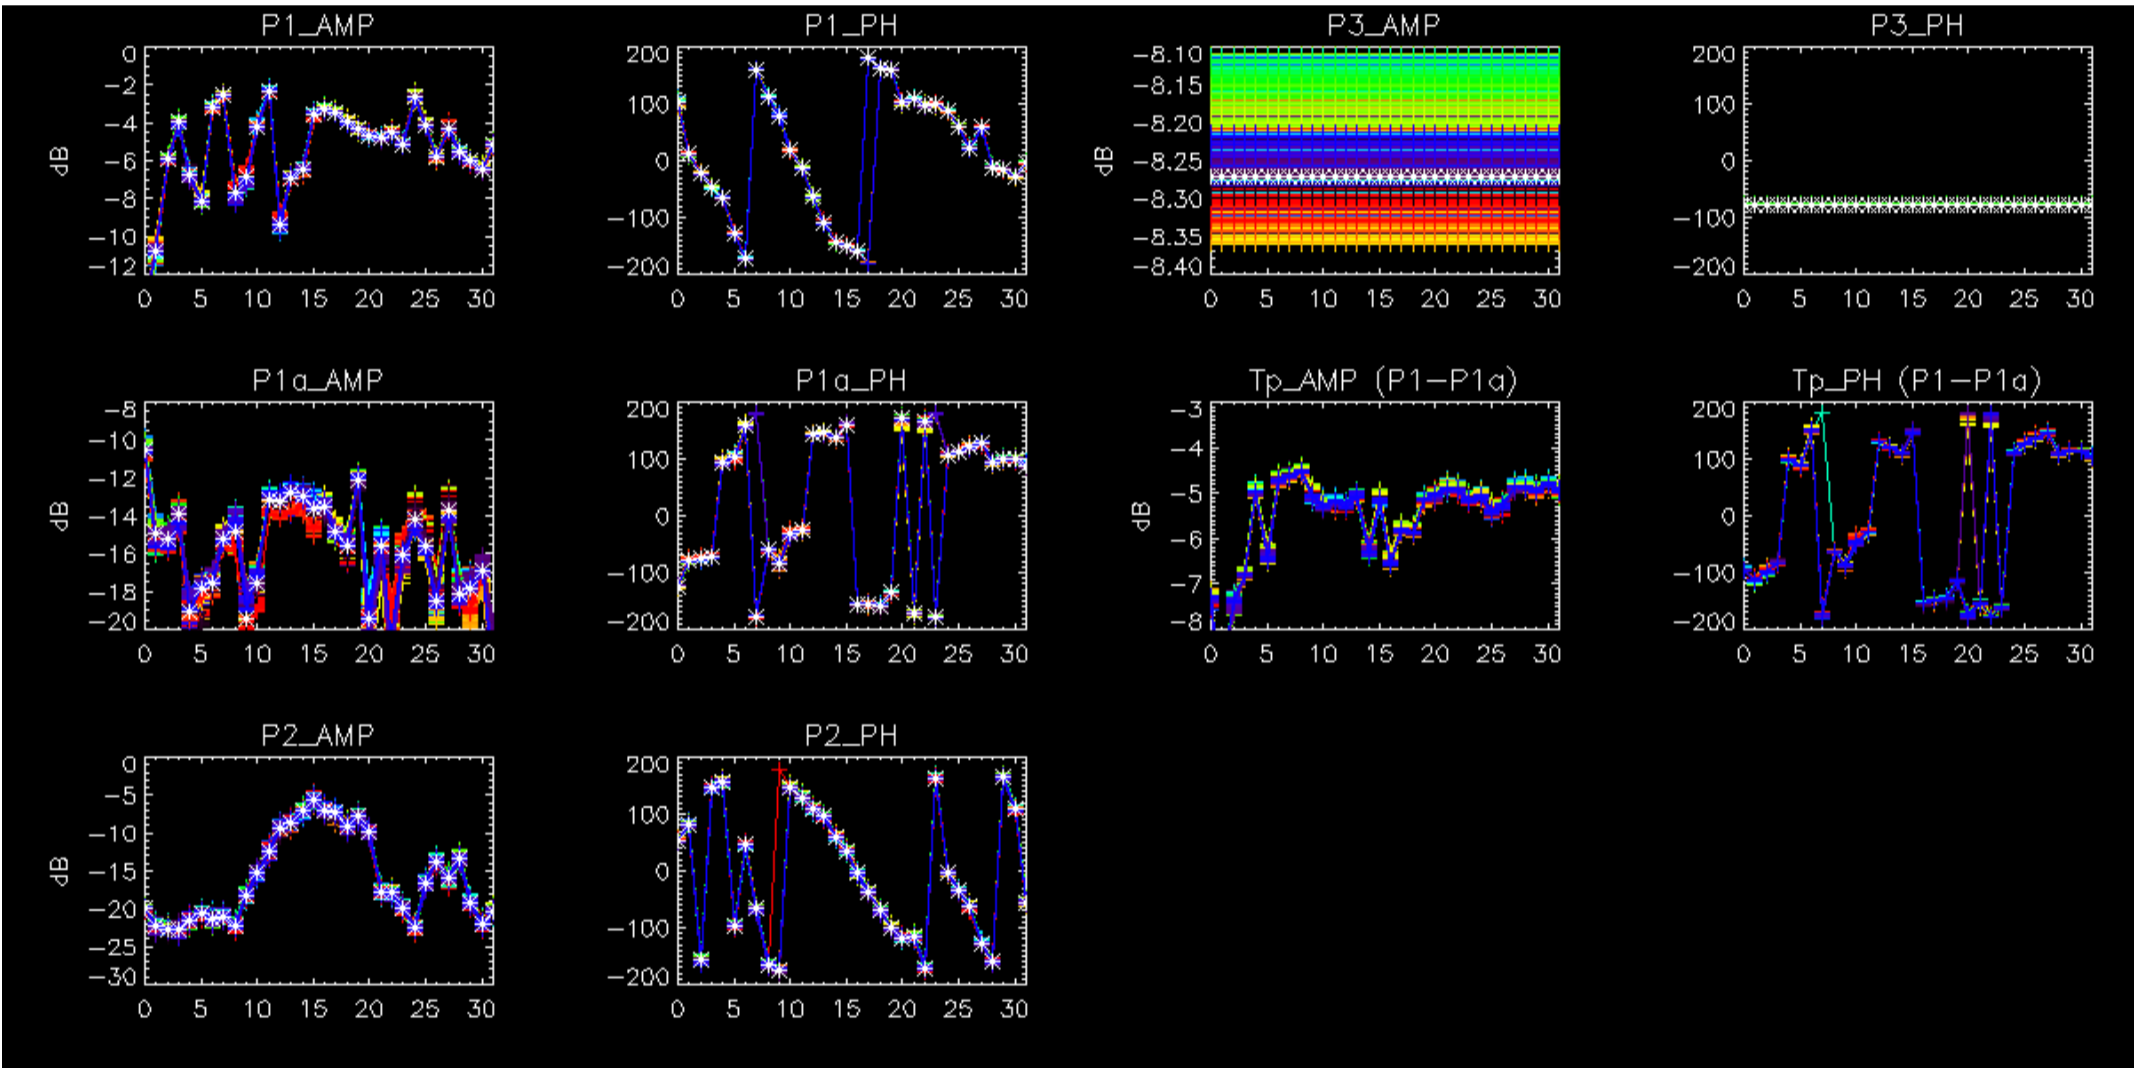 P1_AMP
P1_PH
P3_AMP
P3_PH
0
-2
-4
-6
-8
-10
-12
dB
0 5 10 15 20 25 30
200
100
0
-100
-200
0 5 10 15 20 25 30
-8.10
-8.15
-8.20
-8.25
-8.30
-8.35
-8.40
dB
0 5 10 15 20 25 30
200
100
0
-100
-200
0 5 10 15 20 25 30
P1a_AMP
P1a_PH
Tp_AMP (P1-P1a)
Tp_PH (P1-P1a)
-8
-10
-12
-14
-16
-18
-20
dB
0 5 10 15 20 25 30
200
100
0
-100
-200
0 5 10 15 20 25 30
-3
-4
-5
-6
-7
-8
dB
0 5 10 15 20 25 30
200
100
0
-100
-200
0 5 10 15 20 25 30
P2_AMP
P2_PH
0
-5
-10
-15
-20
-25
-30
dB
0 5 10 15 20 25 30
200
100
0
-100
-200
0 5 10 15 20 25 30